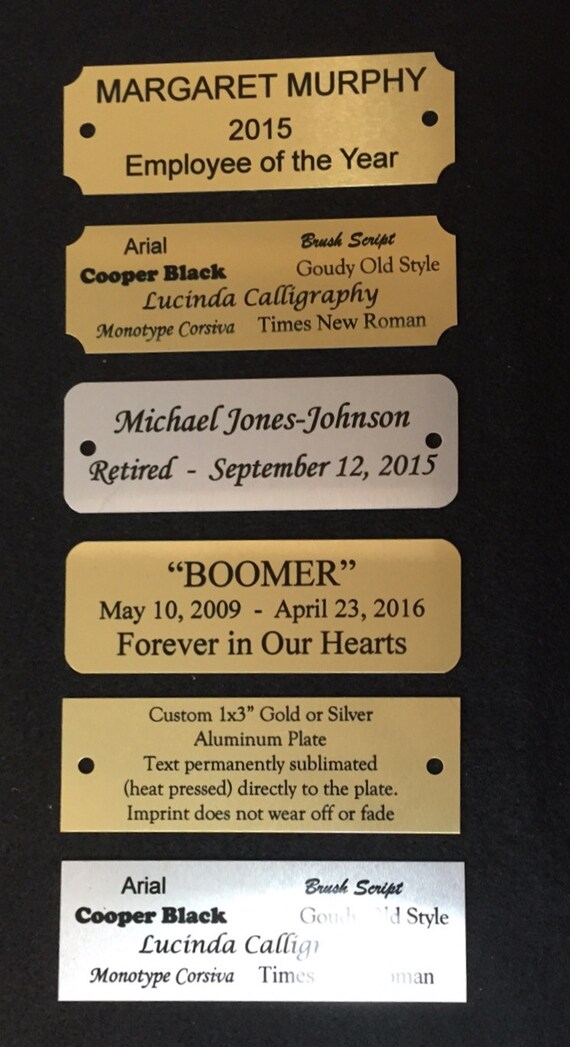 MARGARET MURPHY
2015
Employee of the Year
Arial Brush Script
Cooper Black Goudy Old Style
Lucinda Calligraphy
Monotype Corsiva Times New Roman
Michael Jones-Johnson
Retired - September 12, 2015
“BOOMER”
May 10, 2009 - April 23, 2016
Forever in Our Hearts
Custom 1x3” Gold or Silver
Aluminum Plate
Text permanently sublimated
(heat pressed) directly to the plate.
Imprint does not wear off or fade
Arial Brush Script
Cooper Black Style
Lucinda
Monotype Corsiva Times